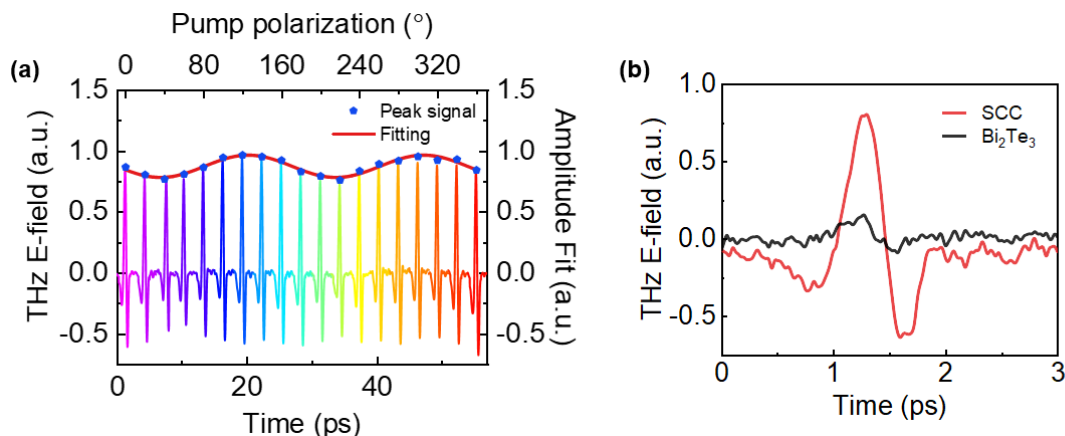 Pump polarization (°)
(a)
0 80 120 160 240 320
1.5 1.5
Peak signal
Fitting
1.0 1.0
0.5 0.5
0.0 0.0
-0.5 -0.5
THz E-field (a.u.)
Amplitude Fit (a.u.)
0 20 40
Time (ps)
(b)
1.0
SCC
Bi₂Te₃
0.5
0.0
-0.5
THz E-field (a.u.)
0 1 2 3
Time (ps)